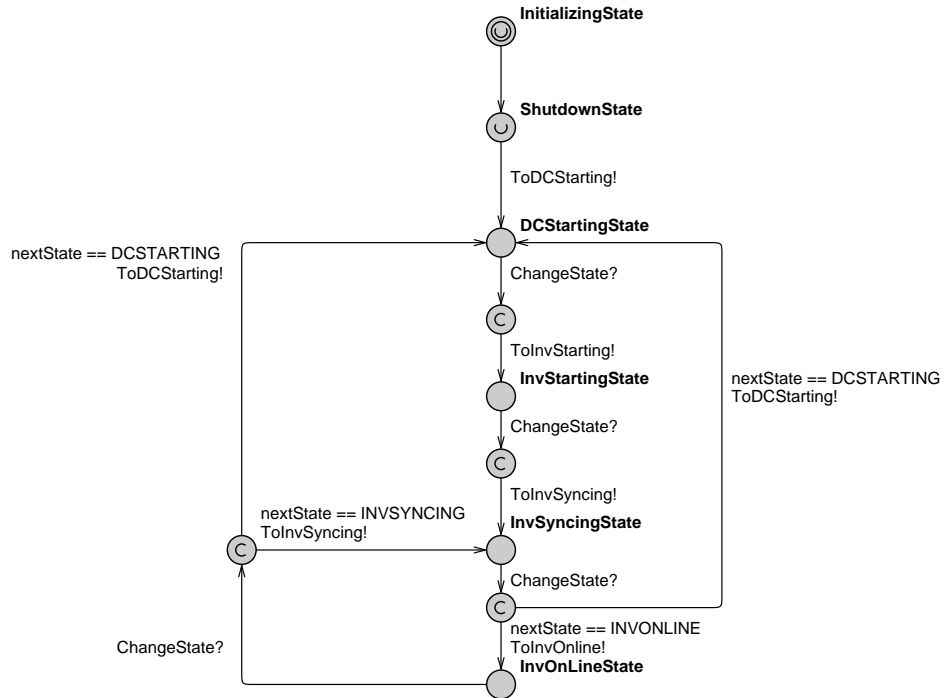 InitializingState
U
ShutdownState
U
ToDCStarting!
DCStartingState
nextState == DCSTARTING
ToDCStarting!
ChangeState?
C
ToInvStarting!
InvStartingState
nextState == DCSTARTING
ToDCStarting!
ChangeState?
C
ToInvSyncing!
nextState == INVSYNCING
ToInvSyncing!
InvSyncingState
C
ChangeState?
C
nextState == INVONLINE
ToInvOnline!
ChangeState?
InvOnLineState